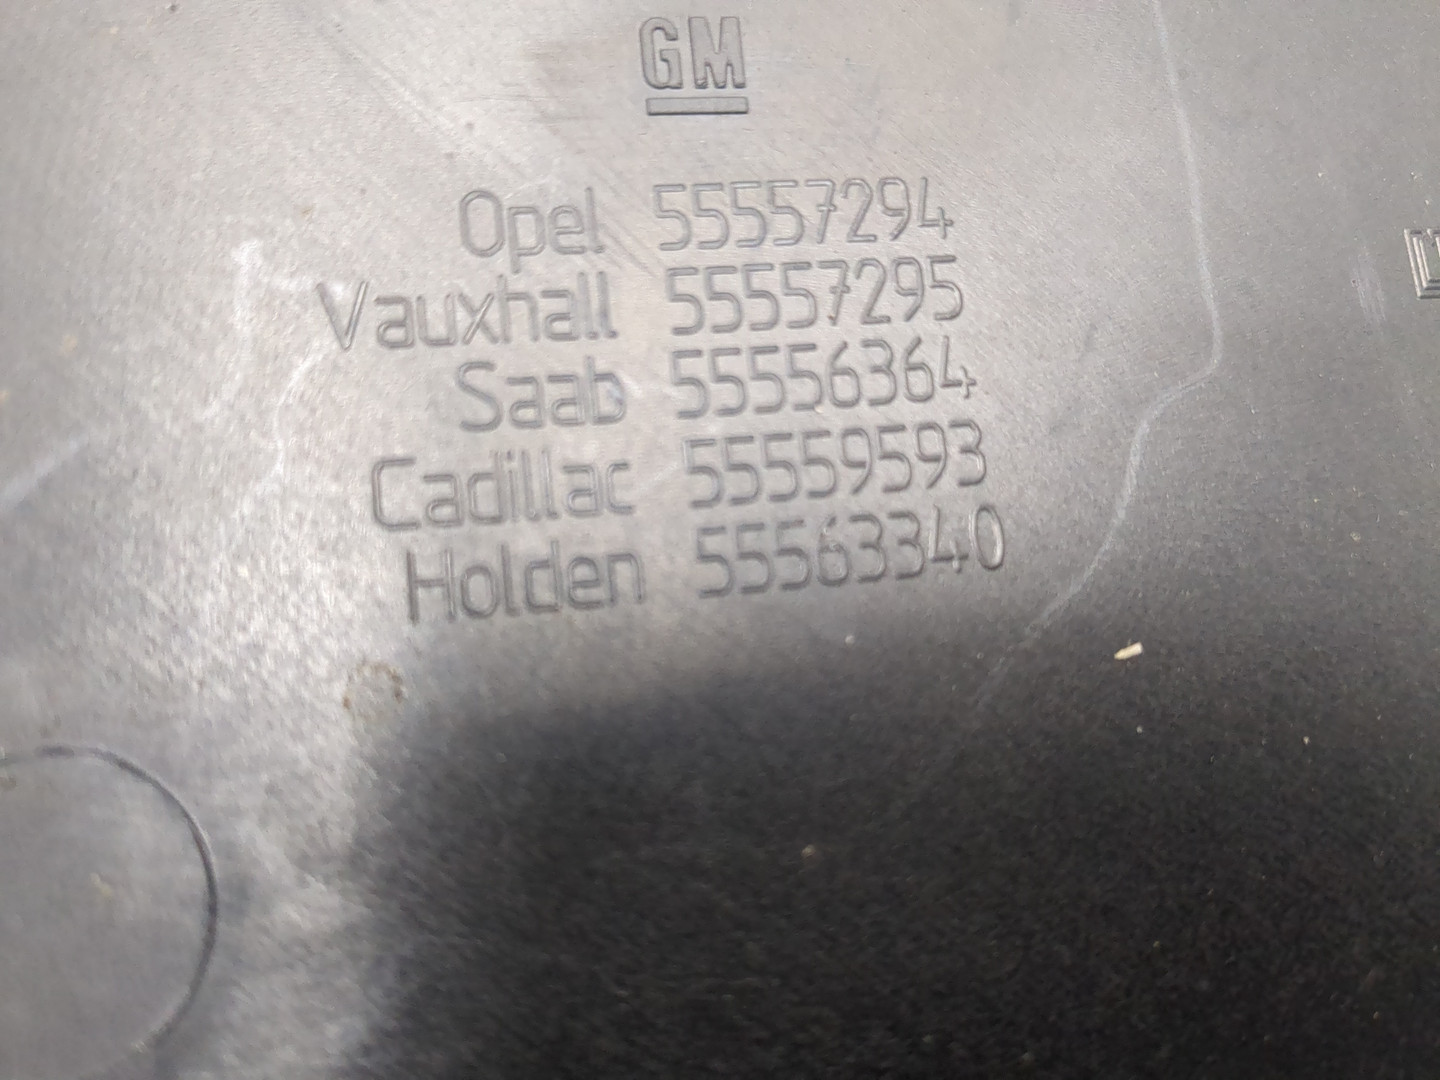 GM
Opel 55557294
Vauxhall 55557295
Saab 55556364
Cadillac 55559593
Holden 55563340